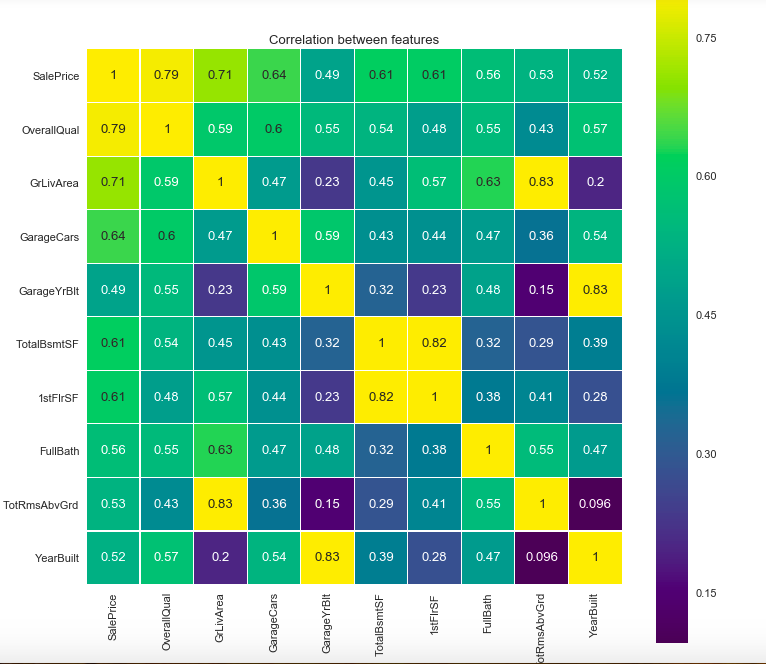 Correlation between features
SalePrice 1 0.79 0.71 0.64 0.49 0.61 0.61 0.56 0.53 0.52
OverallQual 0.79 1 0.59 0.6 0.55 0.54 0.48 0.55 0.43 0.57
GrLivArea 0.71 0.59 1 0.47 0.23 0.45 0.57 0.63 0.83 0.2
GarageCars 0.64 0.6 0.47 1 0.59 0.43 0.44 0.47 0.36 0.54
GarageYrBlt 0.49 0.55 0.23 0.59 1 0.32 0.23 0.48 0.15 0.83
TotalBsmtSF 0.61 0.54 0.45 0.43 0.32 1 0.82 0.32 0.29 0.39
1stFlrSF 0.61 0.48 0.57 0.44 0.23 0.82 1 0.38 0.41 0.28
FullBath 0.56 0.55 0.63 0.47 0.48 0.32 0.38 1 0.55 0.47
TotRmsAbvGrd 0.53 0.43 0.83 0.36 0.15 0.29 0.41 0.55 1 0.096
YearBuilt 0.52 0.57 0.2 0.54 0.83 0.39 0.28 0.47 0.096 1
SalePrice
OverallQual
GrLivArea
GarageCars
GarageYrBlt
TotalBsmtSF
1stFlrSF
FullBath
otRmsAbvGrd
YearBuilt
0.75
0.60
0.45
0.30
0.15